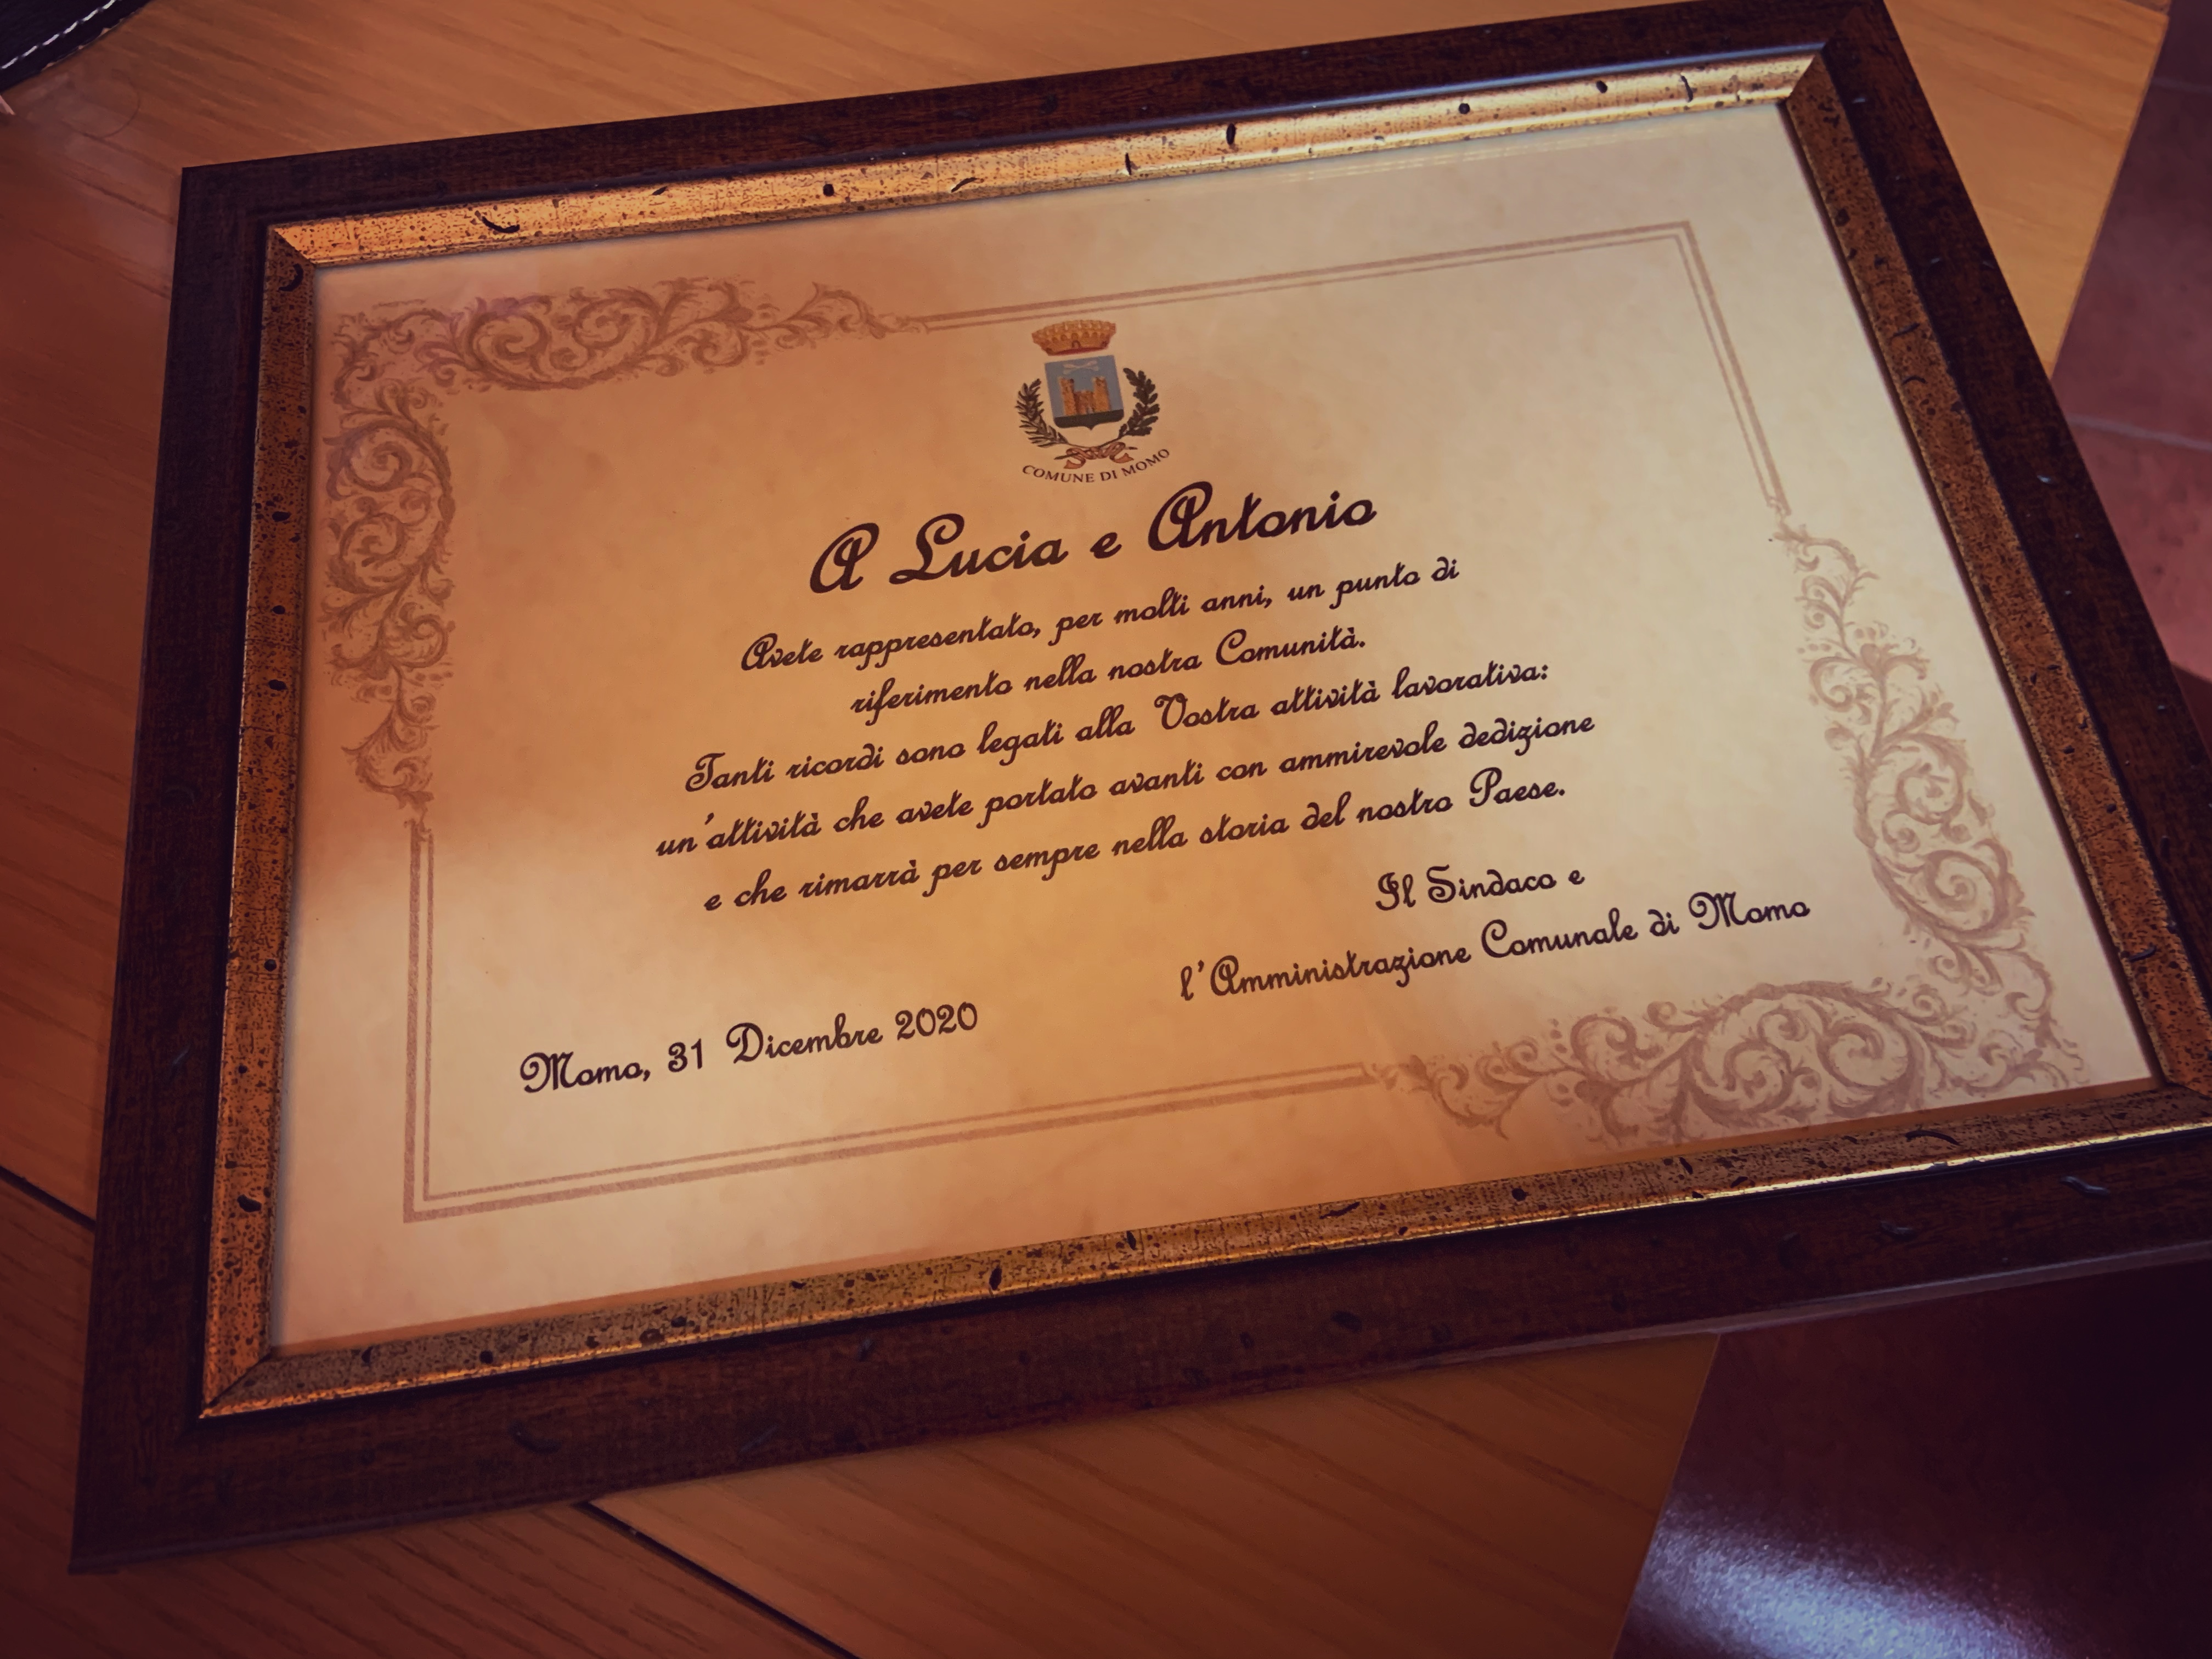 COMUNE DI MOMO
A Lucia e Antonio
Avete rappresentato, per molti anni, un punto di
riferimento nella nostra Comunità.
Tanti ricordi sono legati alla Vostra attività lavorativa:
un'attività che avete portato avanti con ammirevole dedizione
e che rimarrà per sempre nella storia del nostro Paese.
Il Sindaco e
l'Amministrazione Comunale di Momo
Momo, 31 Dicembre 2020